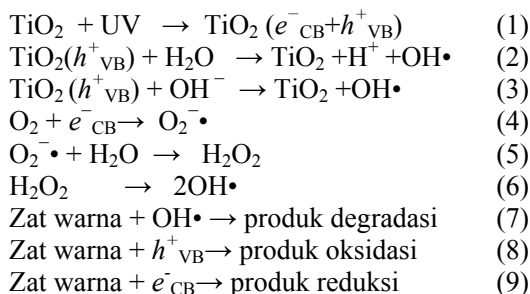 TiO₂ + UV → TiO₂ (e⁻CB+h⁺VB) (1)
TiO₂(h⁺VB) + H₂O → TiO₂ +H⁺ +OH• (2)
TiO₂ (h⁺VB) + OH⁻ → TiO₂ +OH• (3)
O₂ + e⁻CB→ O₂⁻• (4)
O₂⁻• + H₂O → H₂O₂ (5)
H₂O₂ → 2OH• (6)
Zat warna + OH• → produk degradasi (7)
Zat warna + h⁺VB→ produk oksidasi (8)
Zat warna + e⁻CB→ produk reduksi (9)